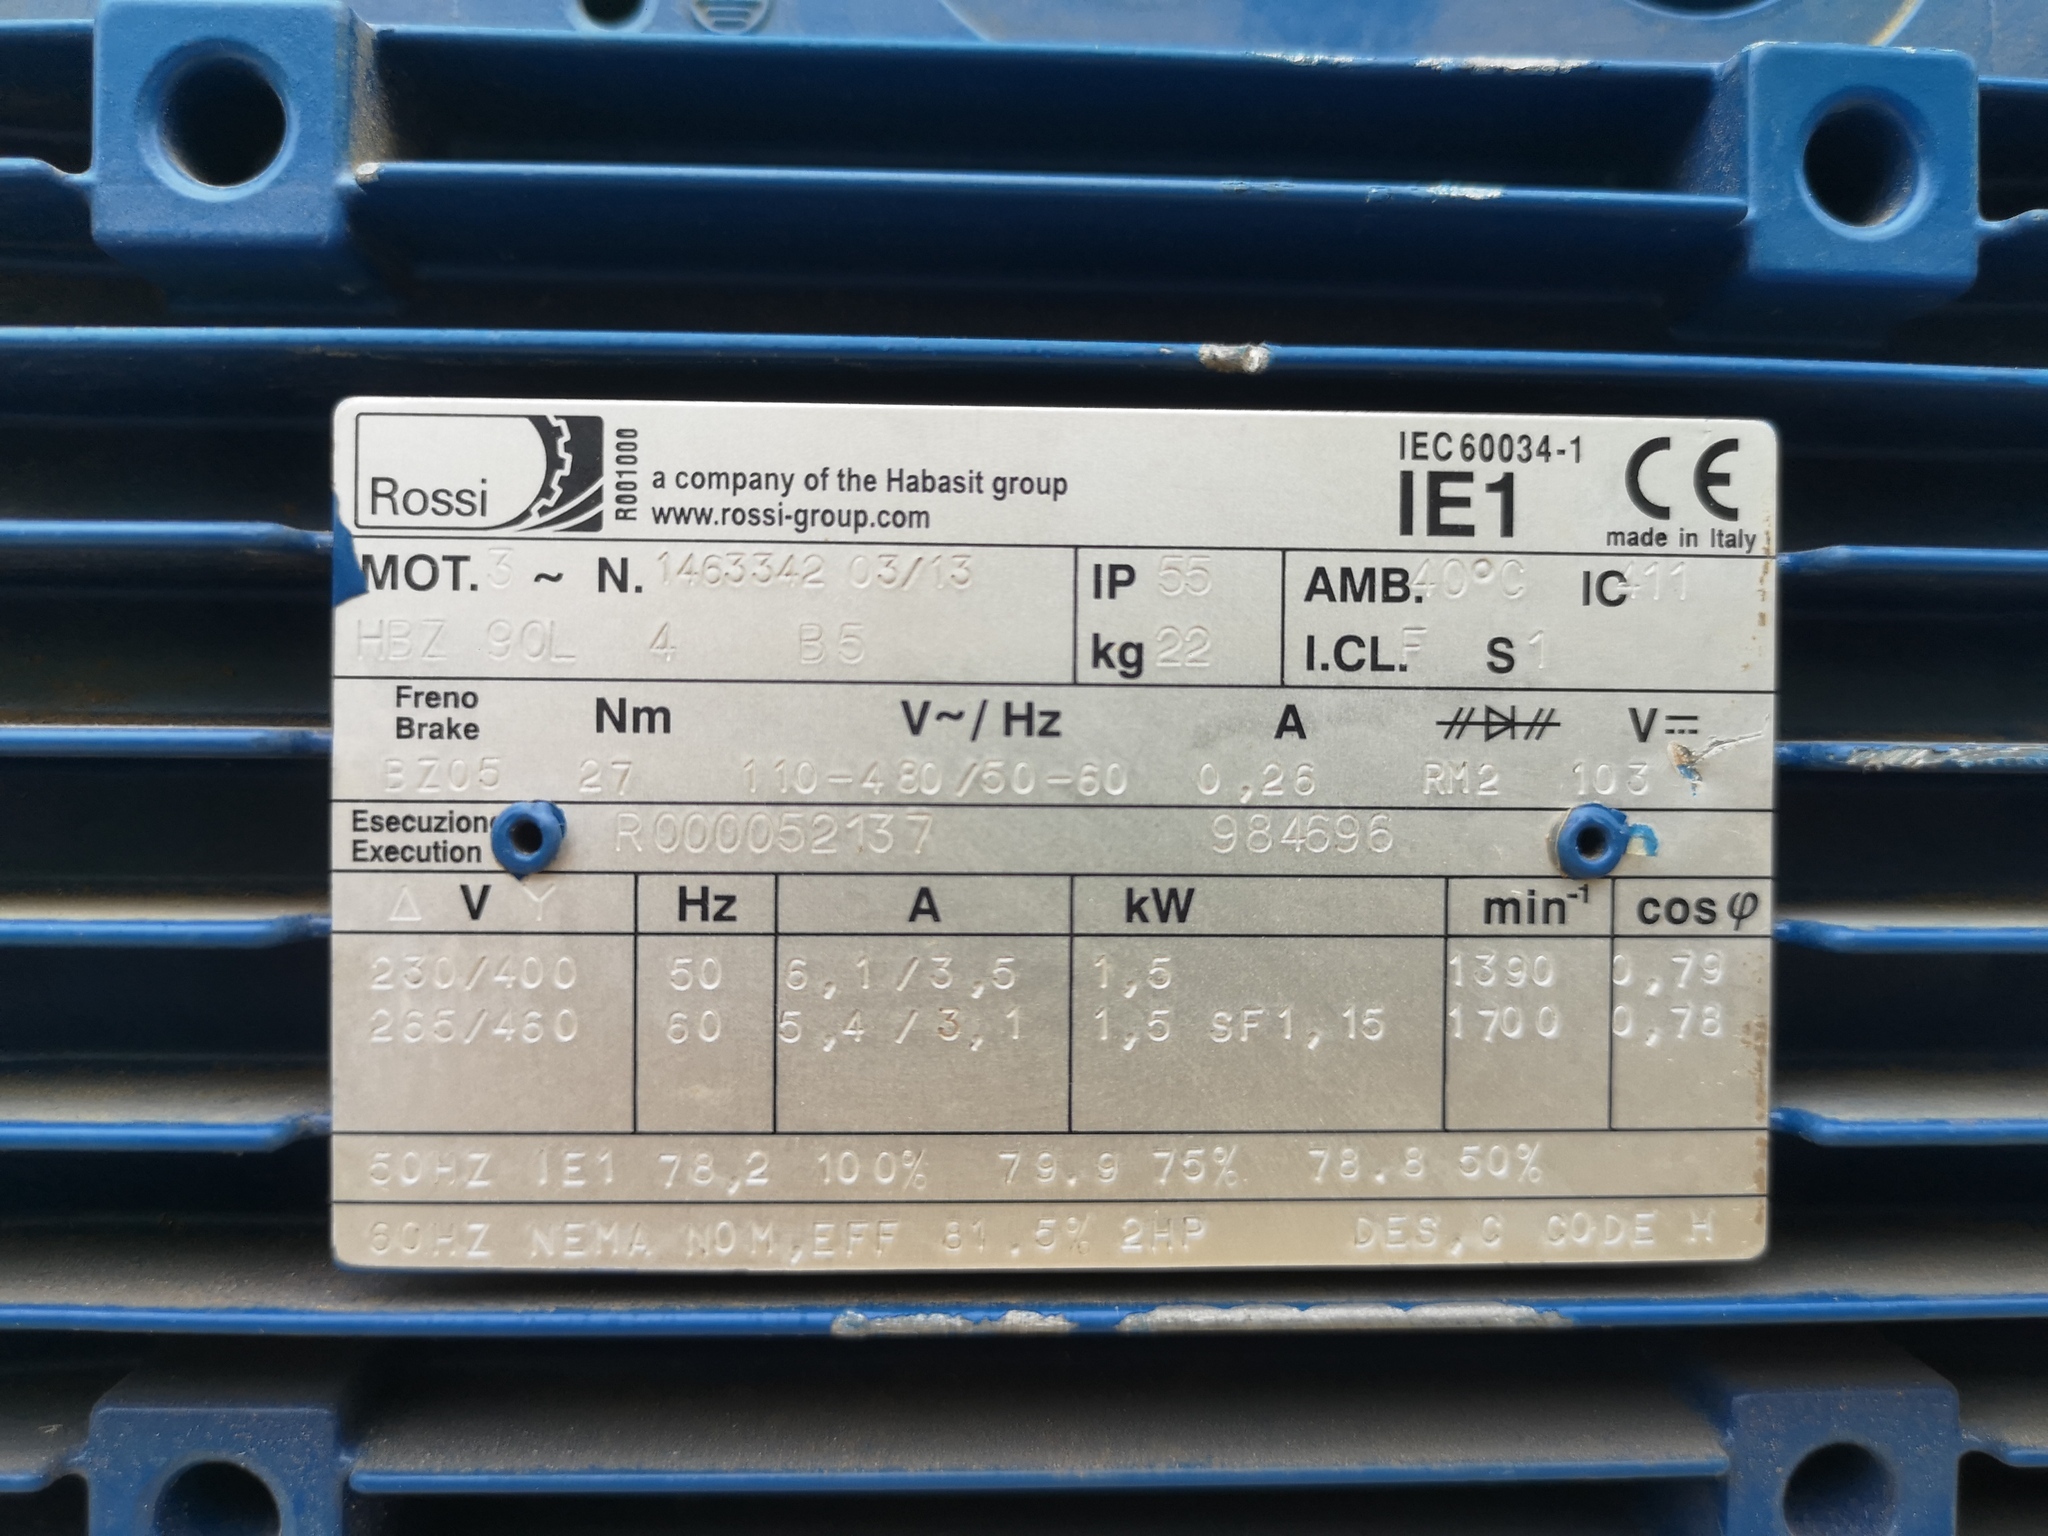 Rossi
R001000
a company of the Habasit group
www.rossi-group.com
IEC 60034-1
IE1
CE
made in Italy
MOT. 3 ~ N. 1463342 03/13
HBZ 90L 4 B5
IP 55
kg 22
AMB. 40°C IC 411
I.CL. F S 1
Freno
Brake
Nm V~/Hz A V⎓
BZ05 27 110-480/50-60 0,26 RM2 103
Esecuzione
Execution
R000052137 984696
Δ V Y Hz A kW min⁻¹ cos φ
230/400 50 6,1/3,5 1,5 1390 0,79
265/460 60 5,4/3,1 1,5 SF1,15 1700 0,78
50HZ IE1 78,2 100% 79.9 75% 78.8 50%
60HZ NEMA NOM,EFF 81.5% 2HP DES,C CODE H